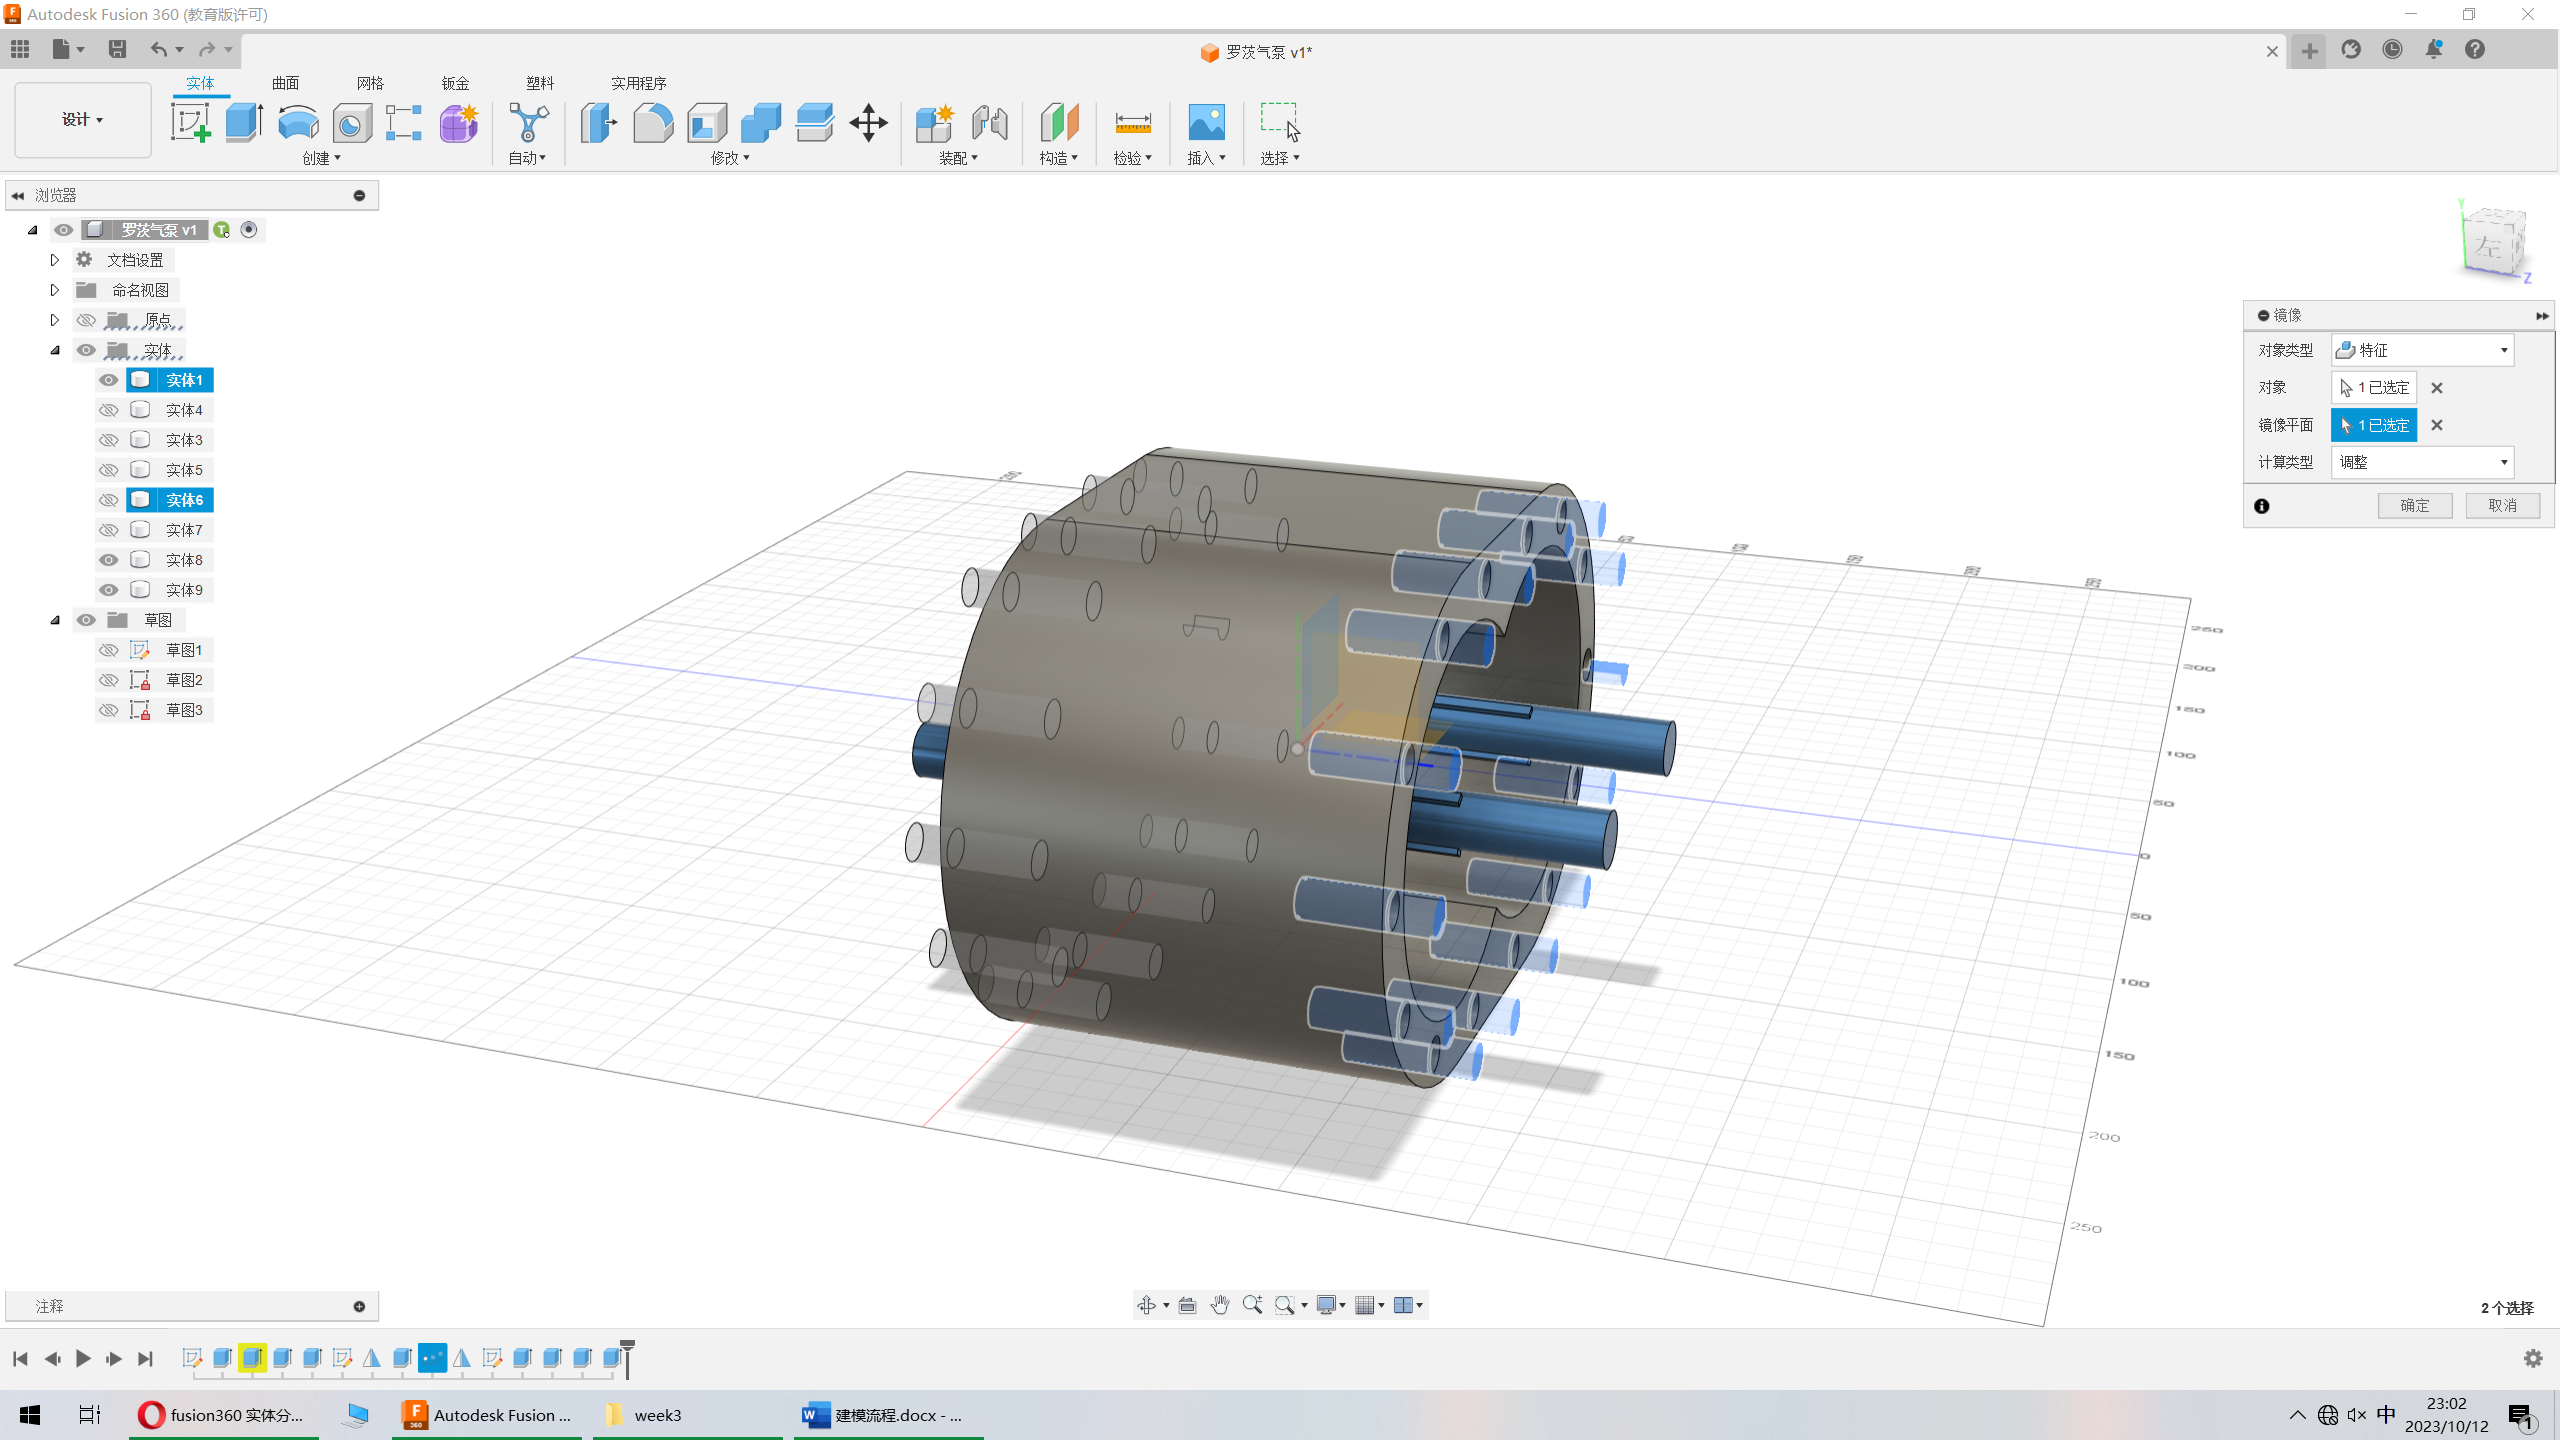 Autodesk Fusion 360 (教育版许可)
罗茨气泵 v1*
实体 曲面 网格 钣金 塑料 实用程序
设计
创建 自动 修改 装配 构造 检验 插入 选择
浏览器
罗茨气泵 v1
文档设置
命名视图
原点
实体
实体1
实体4
实体3
实体5
实体6
实体7
实体8
实体9
草图
草图1
草图2
草图3
左
Y
Z
镜像
对象类型 特征
对象 1 已选定
镜像平面 1 已选定
计算类型 调整
确定 取消
250
200
150
100
50
0
50
100
150
200
250
注释
2 个选择
fusion360 实体分...
Autodesk Fusion ...
week3
建模流程.docx - ...
中
23:02
2023/10/12
1